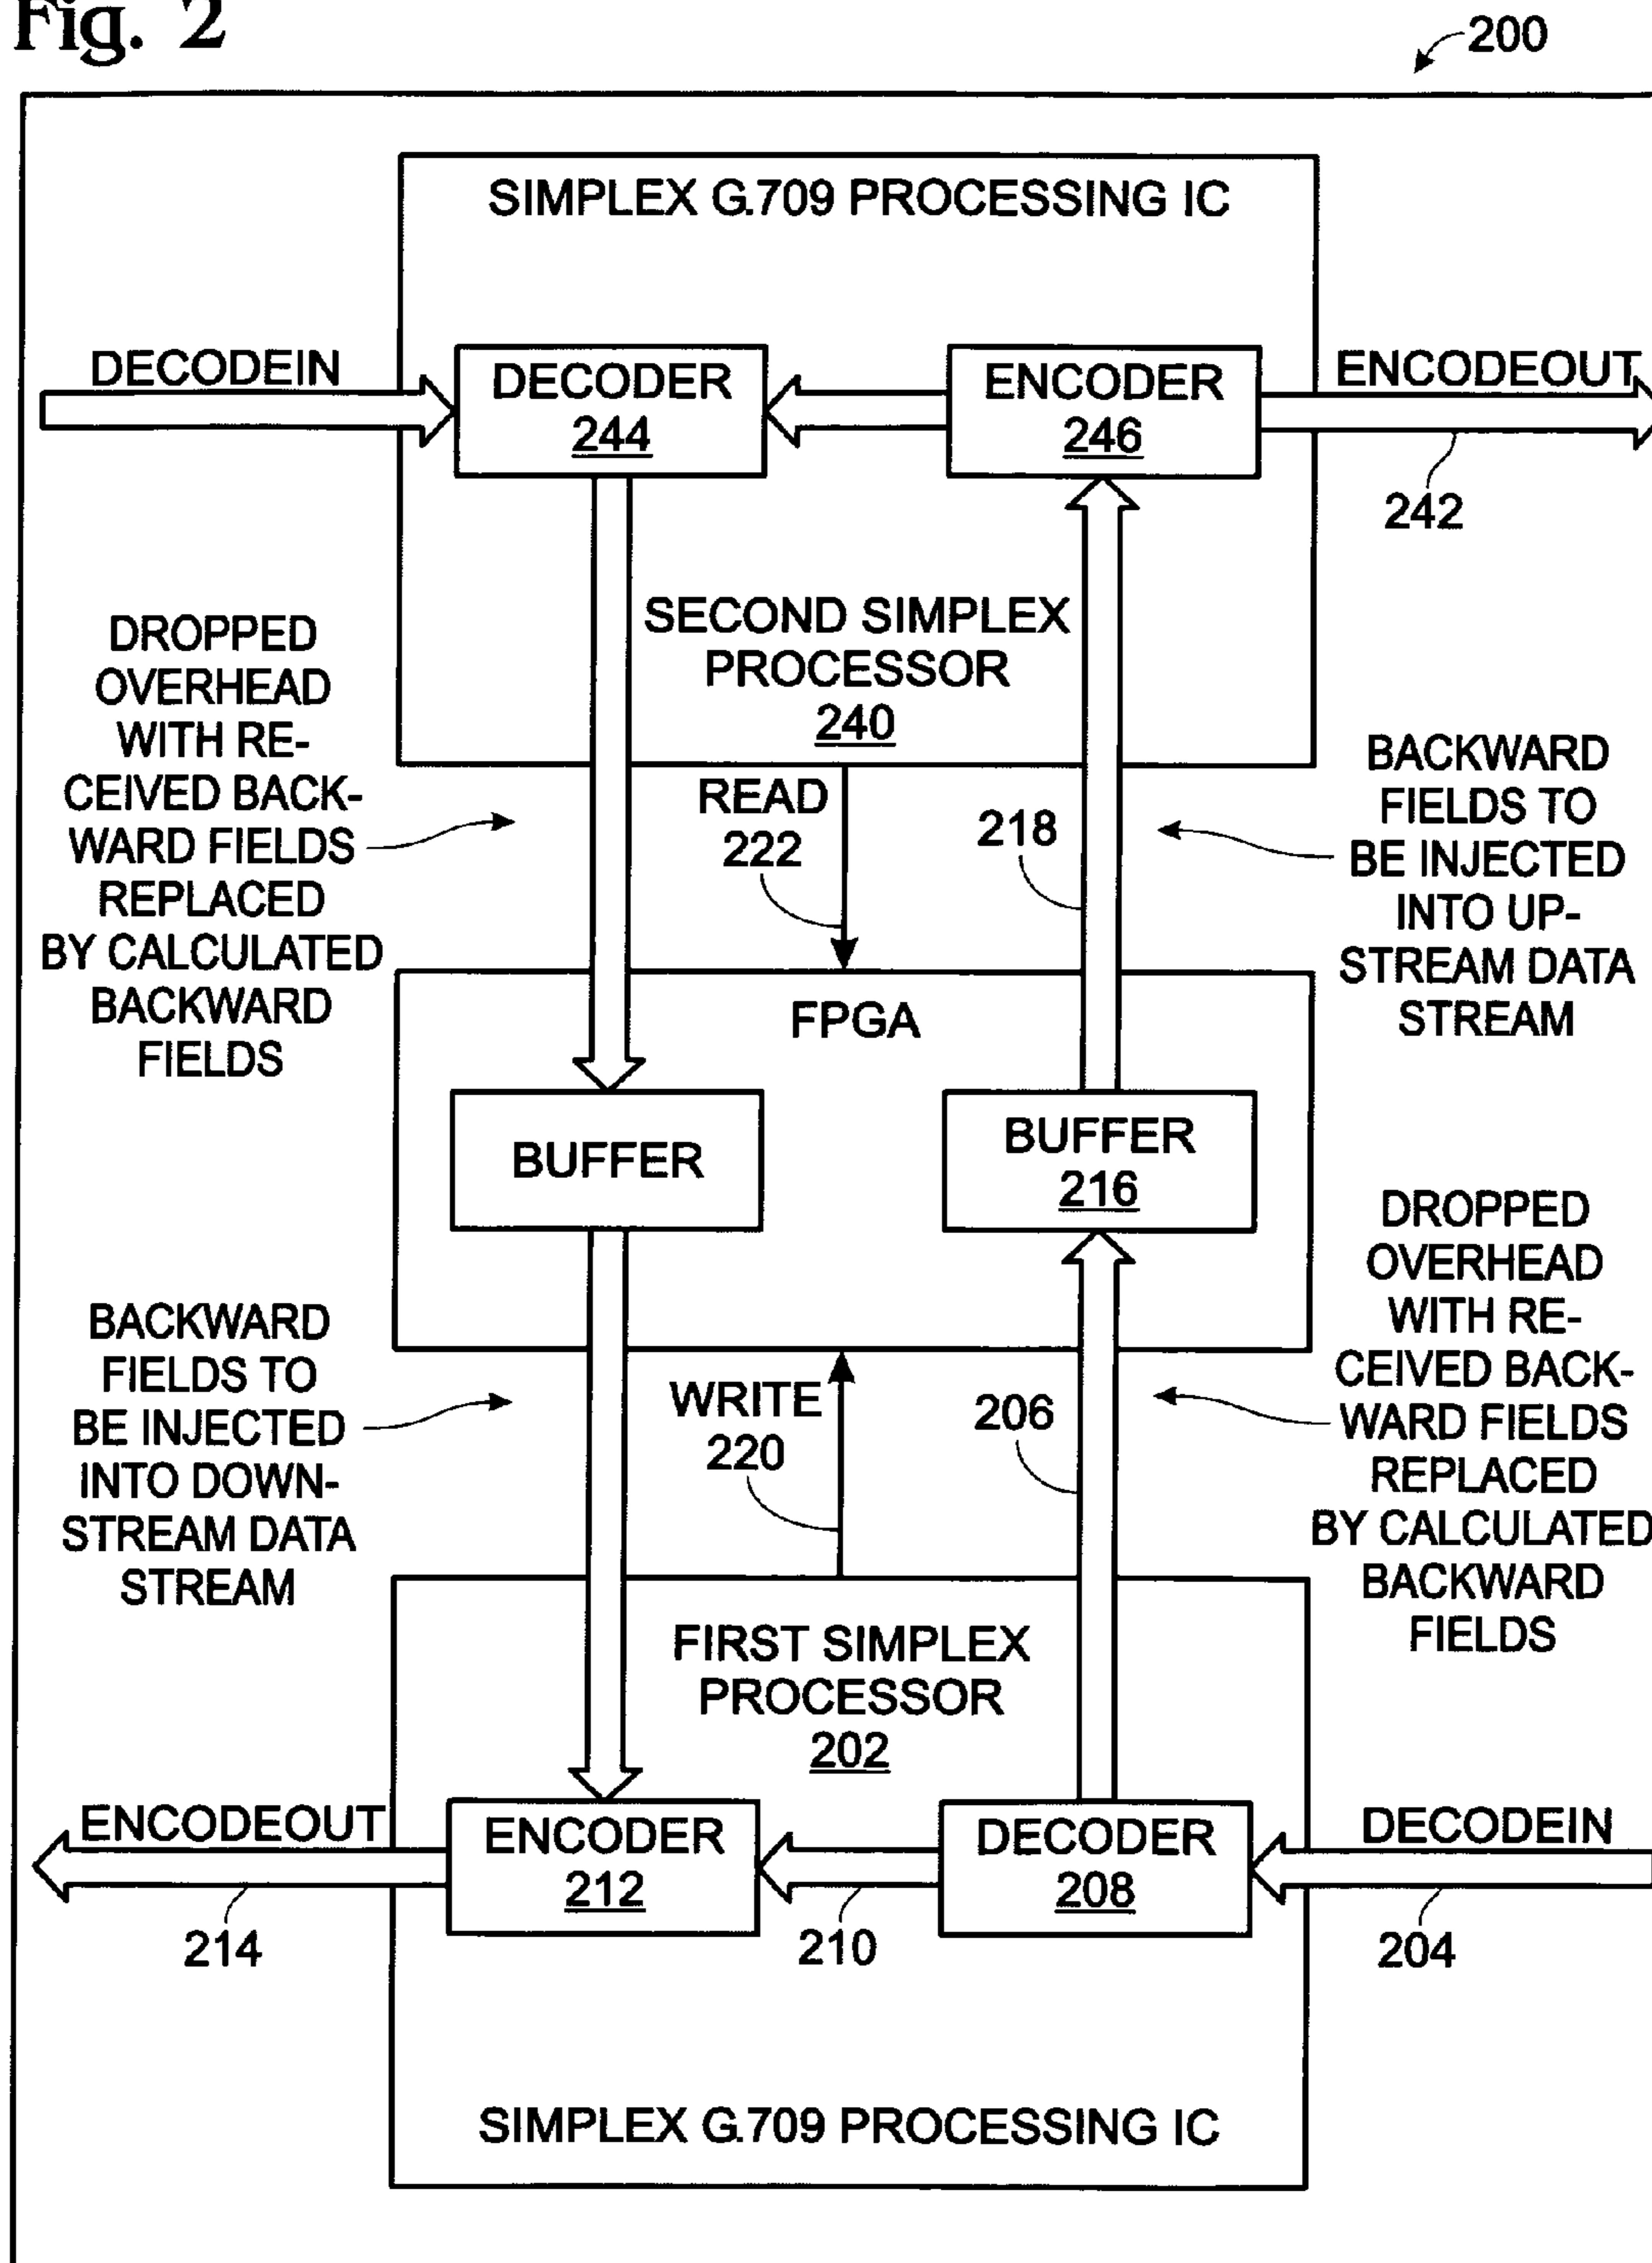 Fig. 2
200
SIMPLEX G.709 PROCESSING IC
DECODEIN
DECODER
244
ENCODER
246
ENCODEOUT
242
SECOND SIMPLEX
PROCESSOR
240
DROPPED
OVERHEAD
WITH RE-
CEIVED BACK-
WARD FIELDS
REPLACED
BY CALCULATED
BACKWARD
FIELDS
READ
222
218
BACKWARD
FIELDS TO
BE INJECTED
INTO UP-
STREAM DATA
STREAM
FPGA
BUFFER
BUFFER
216
BACKWARD
FIELDS TO
BE INJECTED
INTO DOWN-
STREAM DATA
STREAM
WRITE
220
206
DROPPED
OVERHEAD
WITH RE-
CEIVED BACK-
WARD FIELDS
REPLACED
BY CALCULATED
BACKWARD
FIELDS
FIRST SIMPLEX
PROCESSOR
202
ENCODEOUT
214
ENCODER
212
210
DECODER
208
DECODEIN
204
SIMPLEX G.709 PROCESSING IC